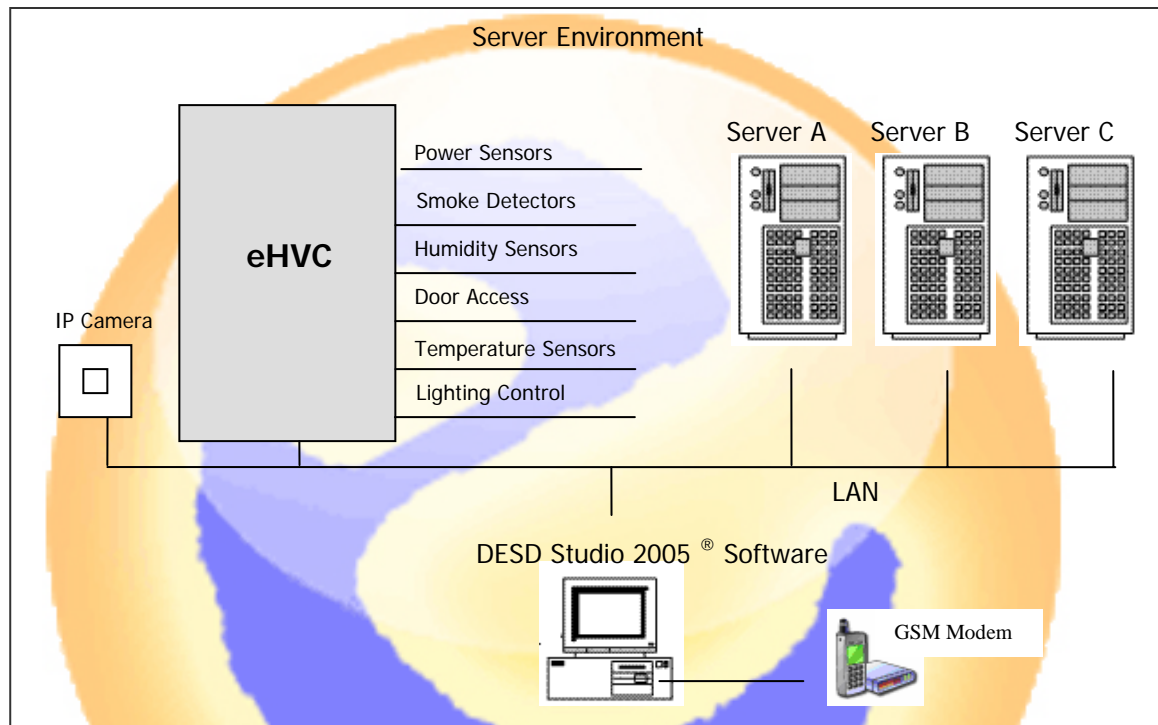 Server Environment
Server A
Server B
Server C
Power Sensors
Smoke Detectors
eHVC
Humidity Sensors
Door Access
IP Camera
Temperature Sensors
Lighting Control
LAN
DESD Studio 2005 ® Software
GSM Modem